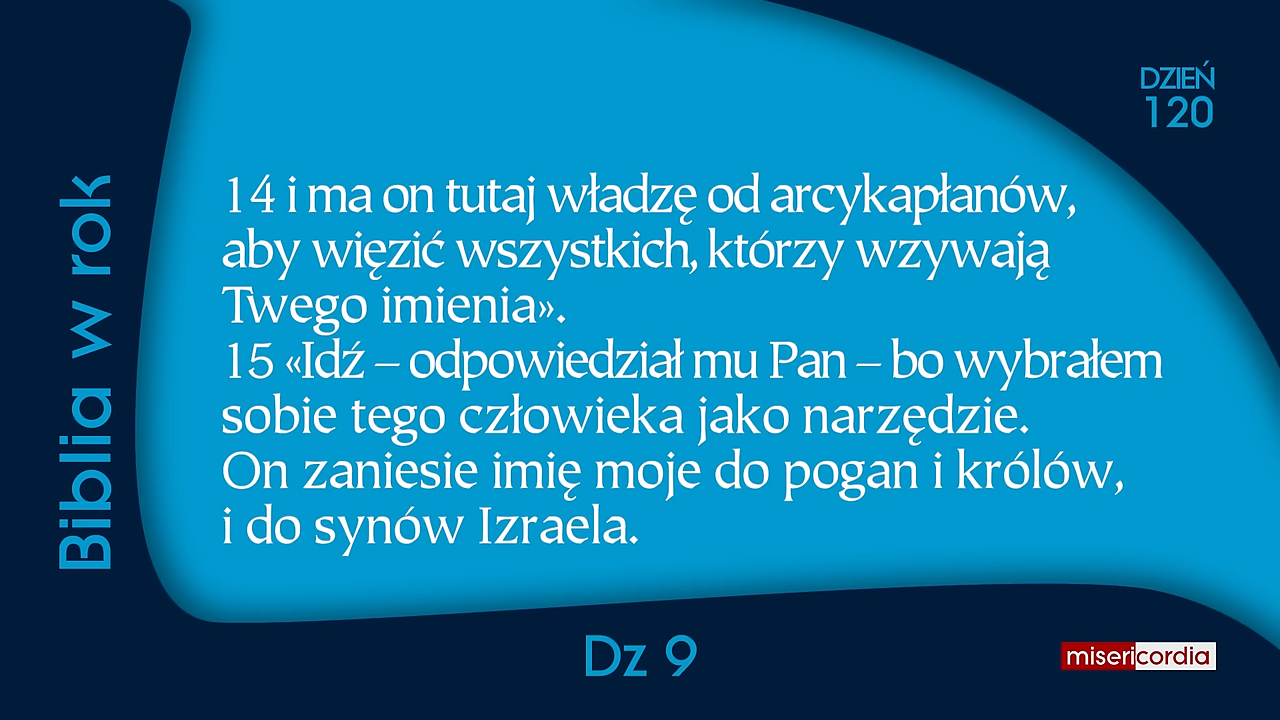 DZIEŃ
120
Biblia w rok
14 i ma on tutaj władzę od arcykapłanów,
aby więzić wszystkich, którzy wzywają
Twego imienia».
15 «Idź – odpowiedział mu Pan – bo wybrałem
sobie tego człowieka jako narzędzie.
On zaniesie imię moje do pogan i królów,
i do synów Izraela.
Dz 9
misericordia